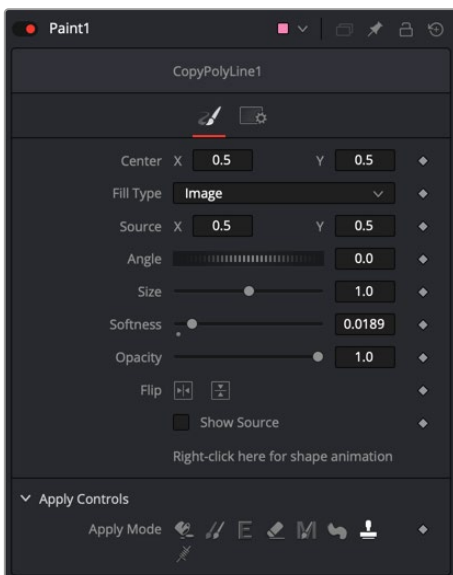 Paint1
CopyPolyLine1
Center X 0.5 Y 0.5
Fill Type Image
Source X 0.5 Y 0.5
Angle 0.0
Size 1.0
Softness 0.0189
Opacity 1.0
Flip
Show Source
Right-click here for shape animation
Apply Controls
Apply Mode E M